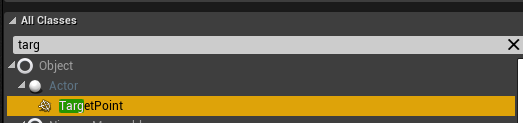 All Classes
targ
Object
Actor
TargetPoint